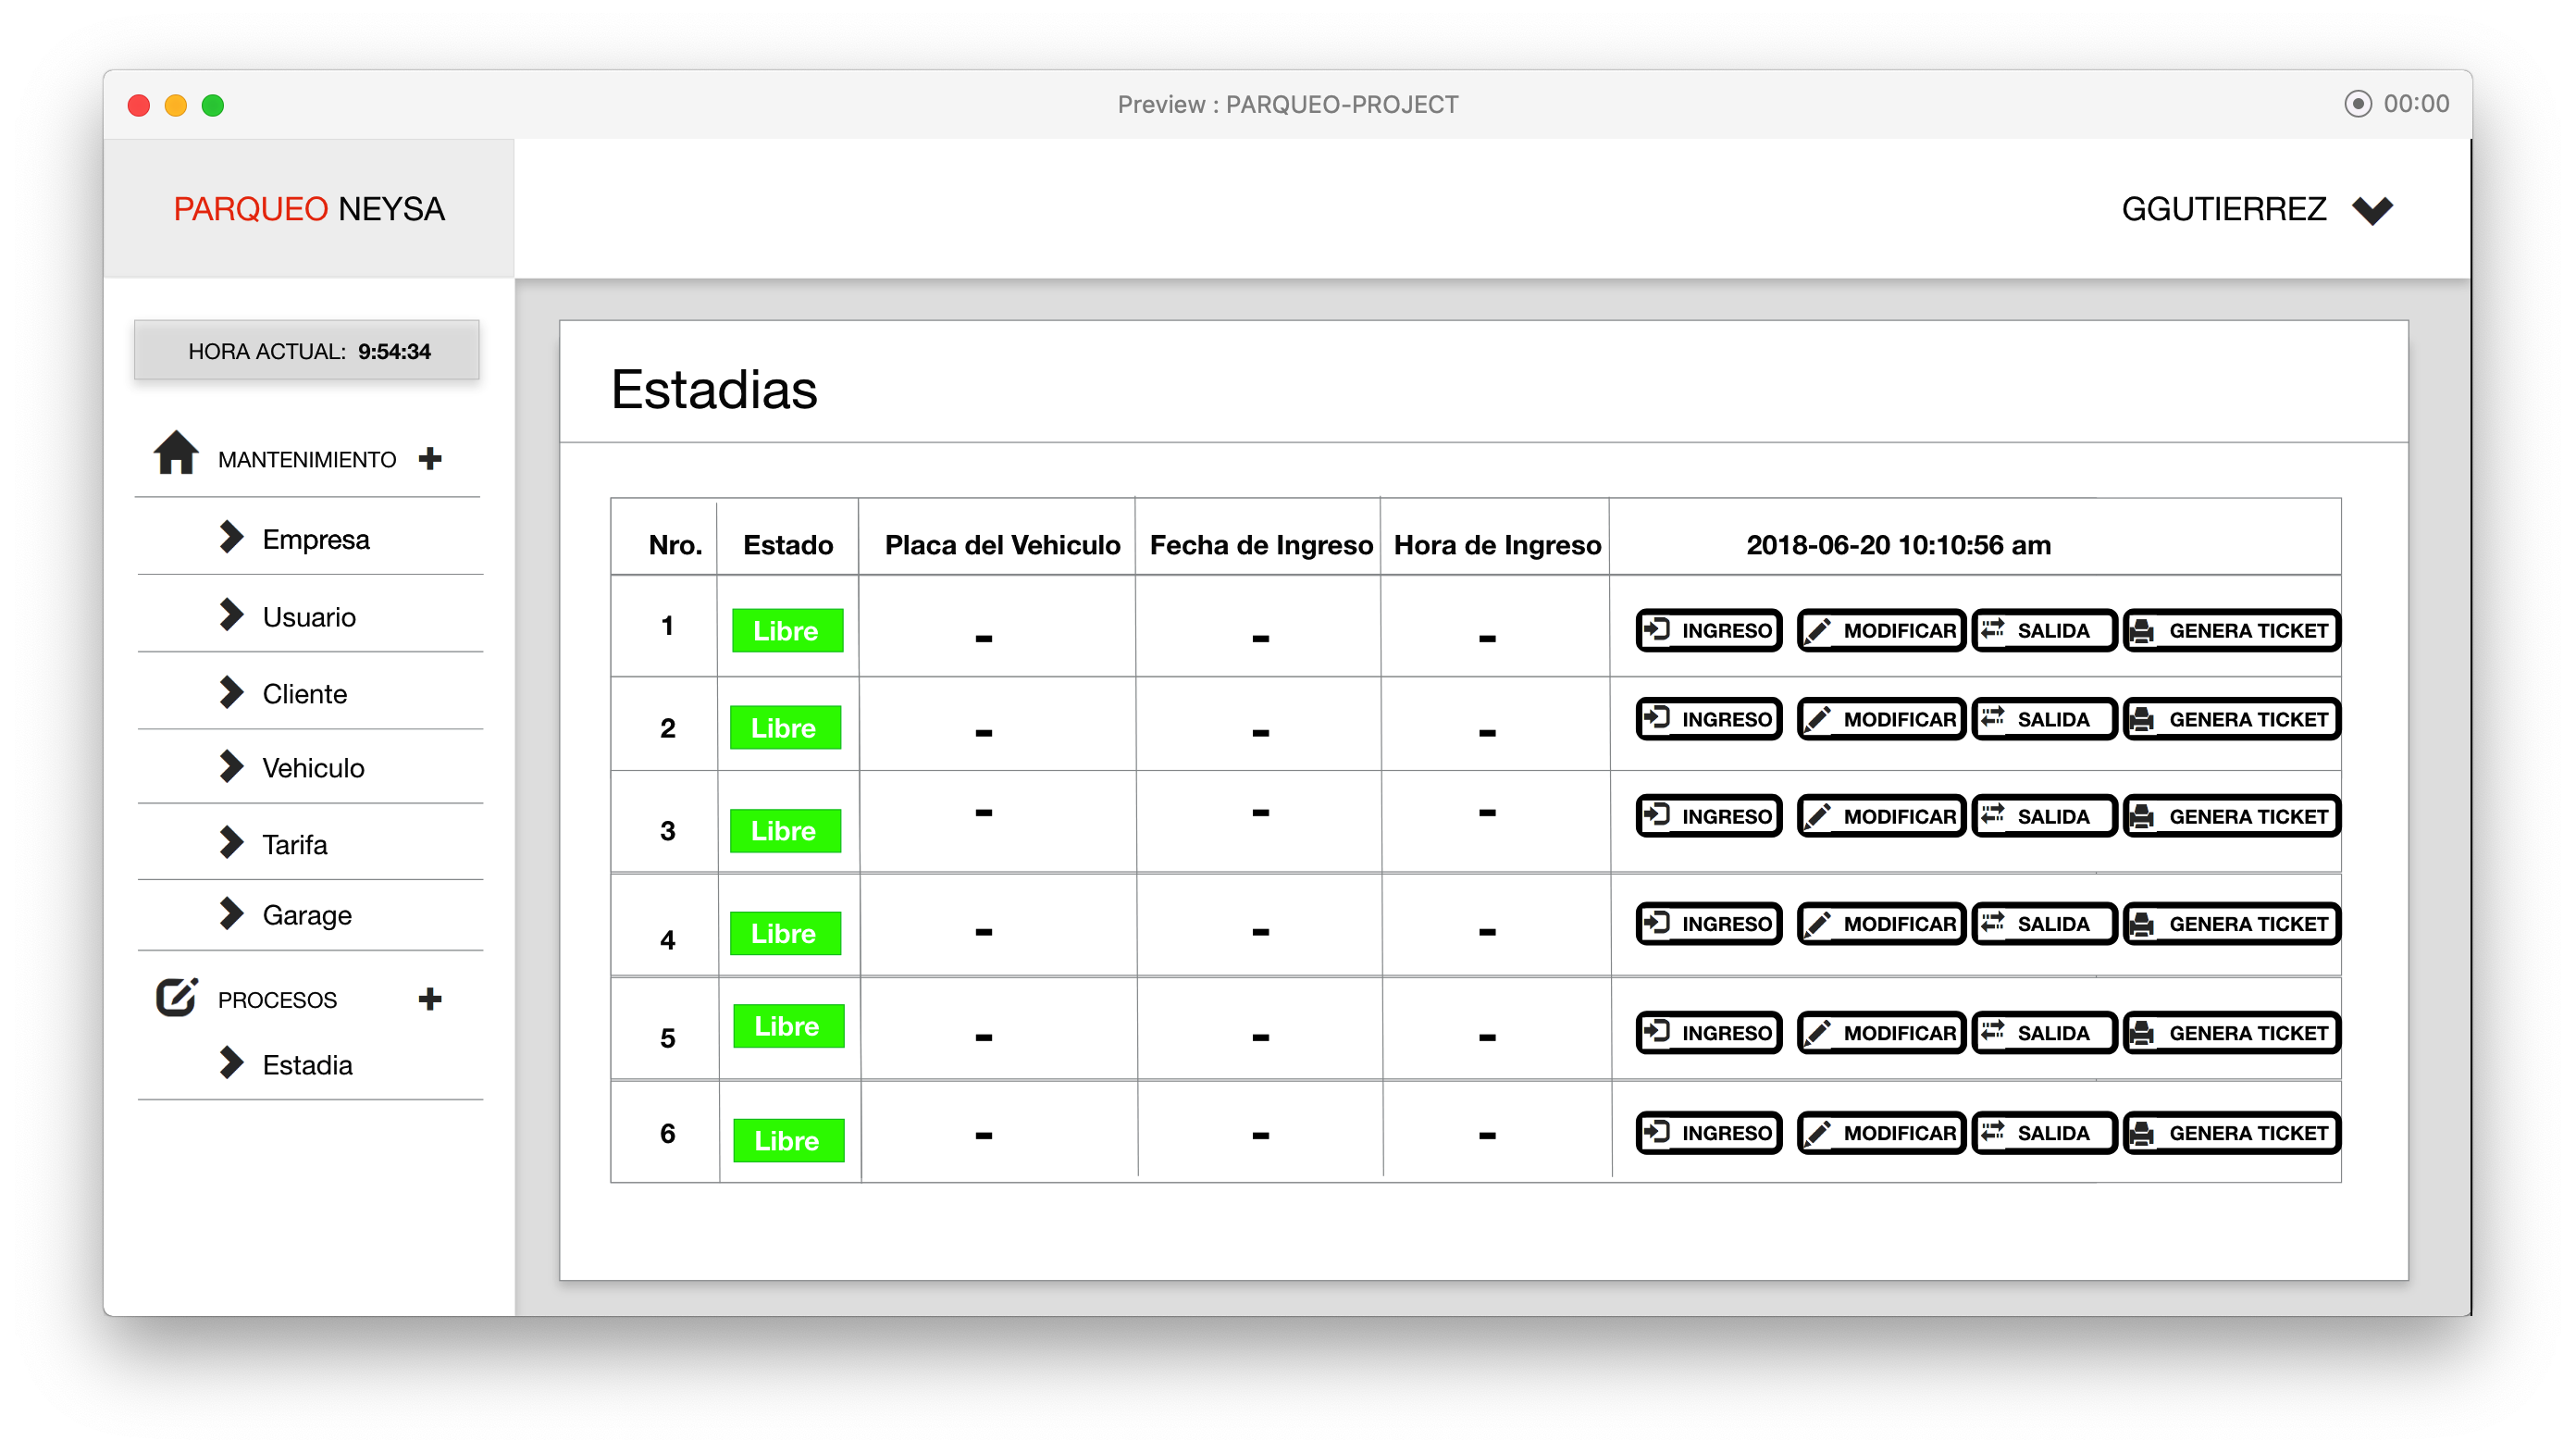 Preview : PARQUEO-PROJECT
00:00
PARQUEO NEYSA
GGUTIERREZ
HORA ACTUAL: 9:54:34
MANTENIMIENTO
Empresa
Usuario
Cliente
Vehiculo
Tarifa
Garage
PROCESOS
Estadia
Estadias
Nro. Estado Placa del Vehiculo Fecha de Ingreso Hora de Ingreso 2018-06-20 10:10:56 am
1 Libre - - - INGRESO MODIFICAR SALIDA GENERA TICKET
2 Libre - - - INGRESO MODIFICAR SALIDA GENERA TICKET
3 Libre - - - INGRESO MODIFICAR SALIDA GENERA TICKET
4 Libre - - - INGRESO MODIFICAR SALIDA GENERA TICKET
5 Libre - - - INGRESO MODIFICAR SALIDA GENERA TICKET
6 Libre - - - INGRESO MODIFICAR SALIDA GENERA TICKET